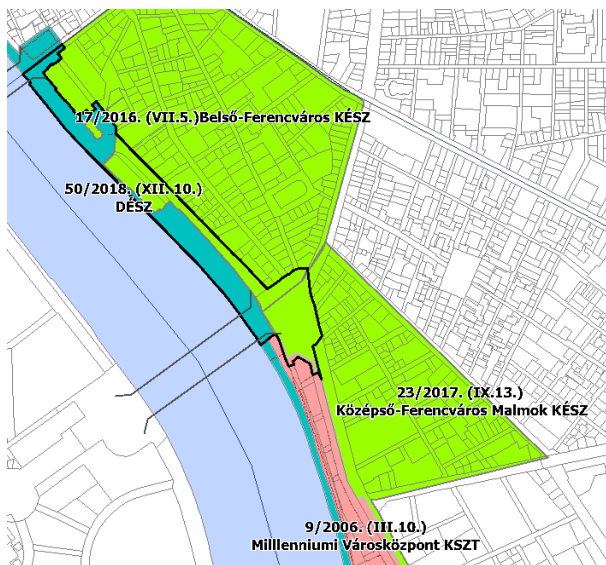 17/2016. (VII.5.)Belső-Ferencváros KÉSZ
50/2018. (XII. 10.)
DÉSZ
23/2017. (IX.13.)
Középső-Ferencváros Malmok KÉSZ
9/2006. (III.10.)
Milllenniumi Városközpont KSZT